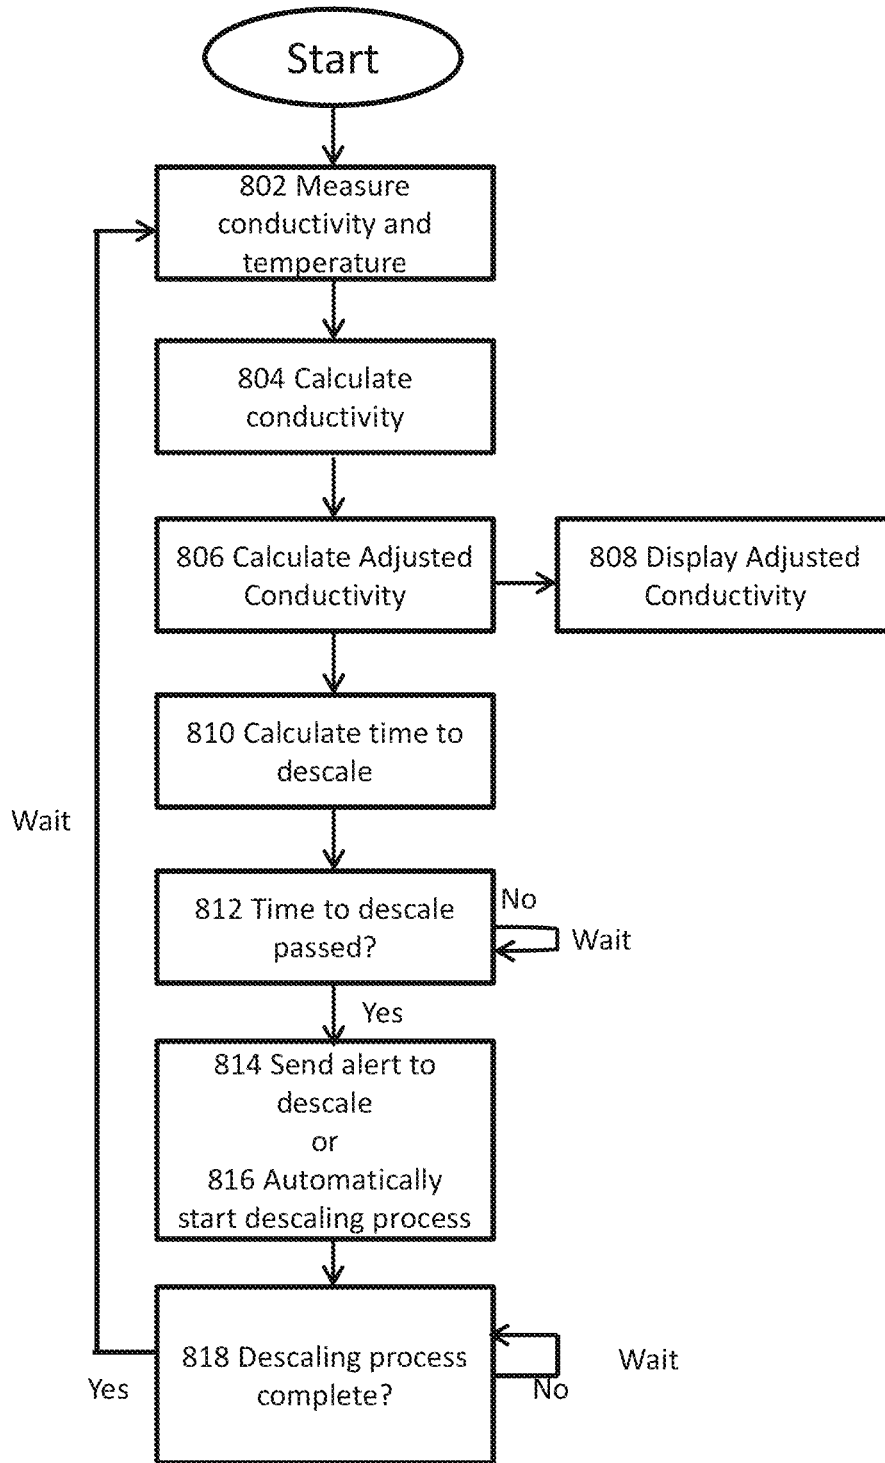 Start
802 Measure
conductivity and
temperature
804 Calculate
conductivity
806 Calculate Adjusted
Conductivity
808 Display Adjusted
Conductivity
810 Calculate time to
descale
Wait
812 Time to descale
passed?
No
Wait
Yes
814 Send alert to
descale
or
816 Automatically
start descaling process
818 Descaling process
complete?
Wait
No
Yes